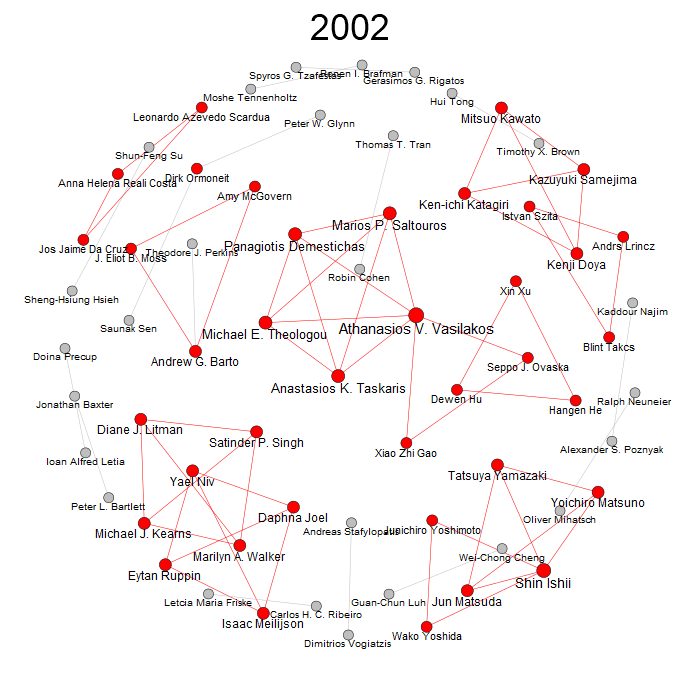 2002
Spyros G. Tzafestas
Ronen I. Brafman
Gerasimos G. Rigatos
Moshe Tennenholtz
Hui Tong
Leonardo Azevedo Scardua
Peter W. Glynn
Mitsuo Kawato
Thomas T. Tran
Timothy X. Brown
Shun-Feng Su
Dirk Ormoneit
Anna Helena Reali Costa
Kazuyuki Samejima
Amy McGovern
Ken-ichi Katagiri
Istvan Szita
Marios P. Saltouros
Jos Jaime Da Cruz
Theodore J. Perkins
Panagiotis Demestichas
Andrs Lrincz
J. Eliot B. Moss
Kenji Doya
Robin Cohen
Xin Xu
Sheng-Hsiung Hsieh
Kaddour Najim
Saunak Sen
Michael E. Theologou
Athanasios V. Vasilakos
Blint Takcs
Doina Precup
Andrew G. Barto
Seppo J. Ovaska
Anastasios K. Taskaris
Dewen Hu
Ralph Neuneier
Jonathan Baxter
Hangen He
Diane J. Litman
Satinder P. Singh
Xiao Zhi Gao
Alexander S. Poznyak
Ioan Alfred Letia
Tatsuya Yamazaki
Yael Niv
Yoichiro Matsuno
Peter L. Bartlett
Daphna Joel
Oliver Mihatsch
Michael J. Kearns
Andreas Stafylopatis
Junichiro Yoshimoto
Marilyn A. Walker
Wei-Chong Cheng
Eytan Ruppin
Shin Ishii
Leticia Maria Friske
Guan-Chun Luh
Jun Matsuda
Carlos H. C. Ribeiro
Isaac Meilijson
Wako Yoshida
Dimitrios Vogiatzis